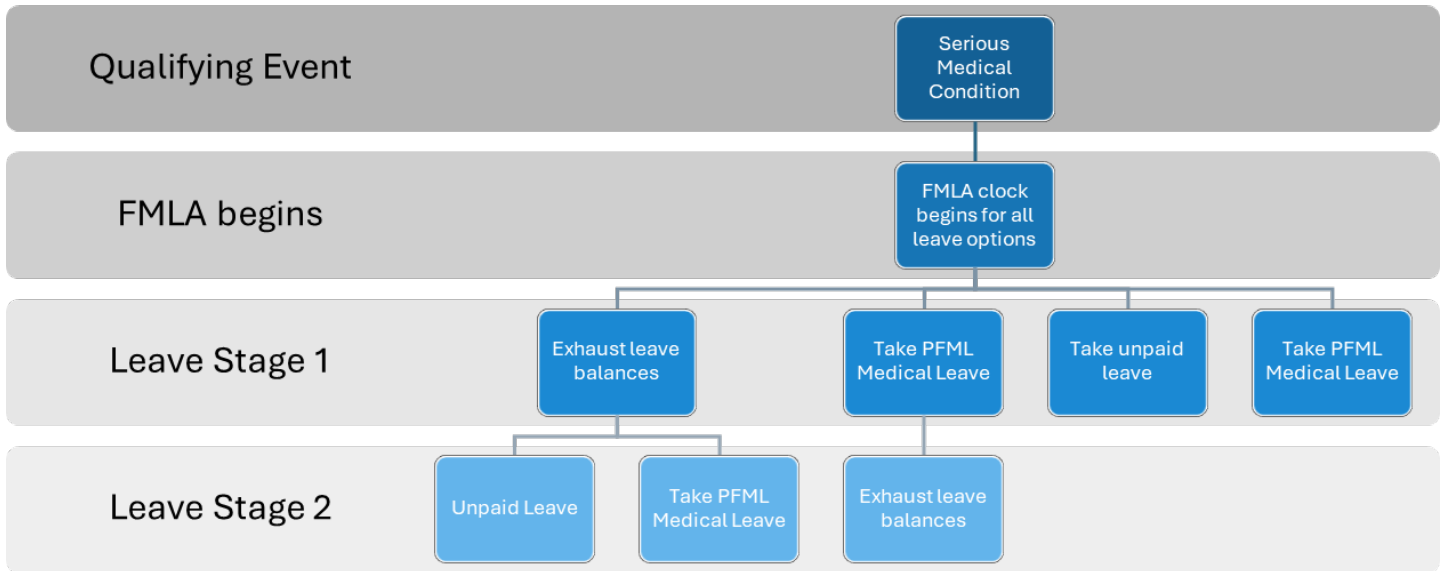 Qualifying Event
Serious
Medical
Condition
FMLA begins
FMLA clock
begins for all
leave options
Leave Stage 1
Exhaust leave
balances
Take PFML
Medical Leave
Take unpaid
leave
Take PFML
Medical Leave
Leave Stage 2
Unpaid Leave
Take PFML
Medical Leave
Exhaust leave
balances